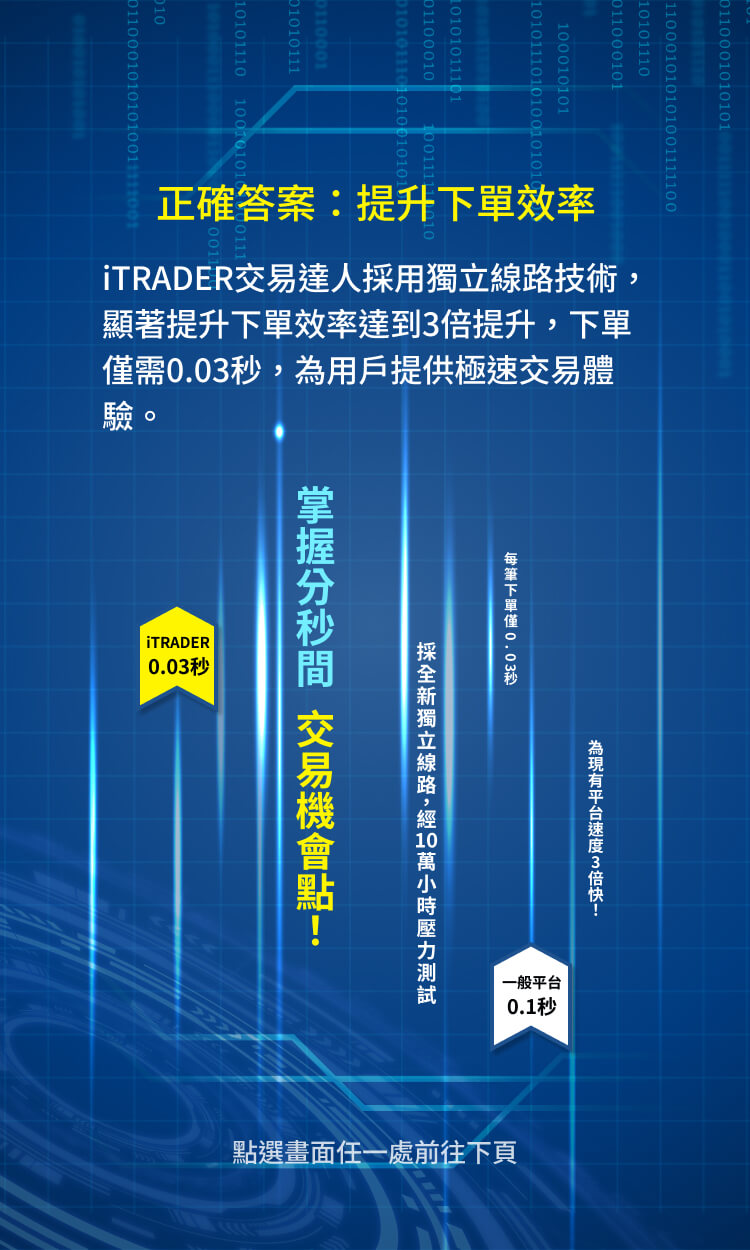 正確答案：提升下單效率
iTRADER交易達人採用獨立線路技術，
顯著提升下單效率達到3倍提升，下單
僅需0.03秒，為用戶提供極速交易體
驗。
掌握分秒間 交易機會點！
每筆下單僅0.03秒
採全新獨立線路，經10萬小時壓力測試
為現有平台速度3倍快！
iTRADER
0.03秒
一般平台
0.1秒
點選畫面任一處前往下頁